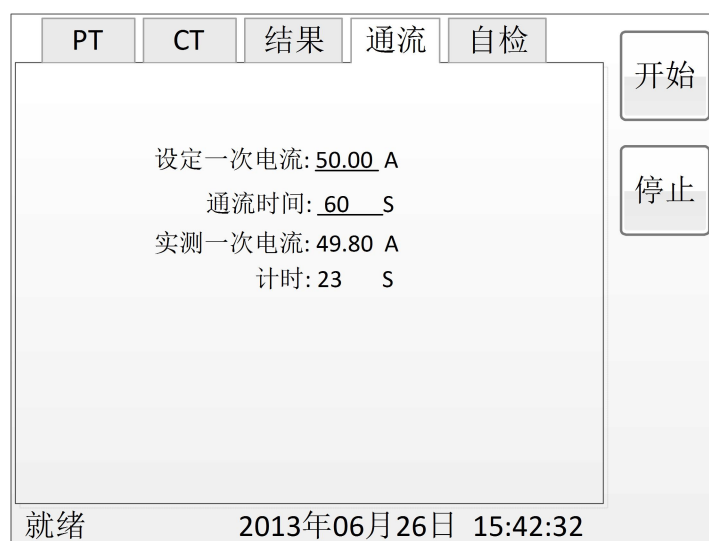 PT CT 结果 通流 自检
开始
设定一次电流: 50.00 A
通流时间: 60 S
停止
实测一次电流: 49.80 A
计时: 23 S
就绪 2013年06月26日 15:42:32